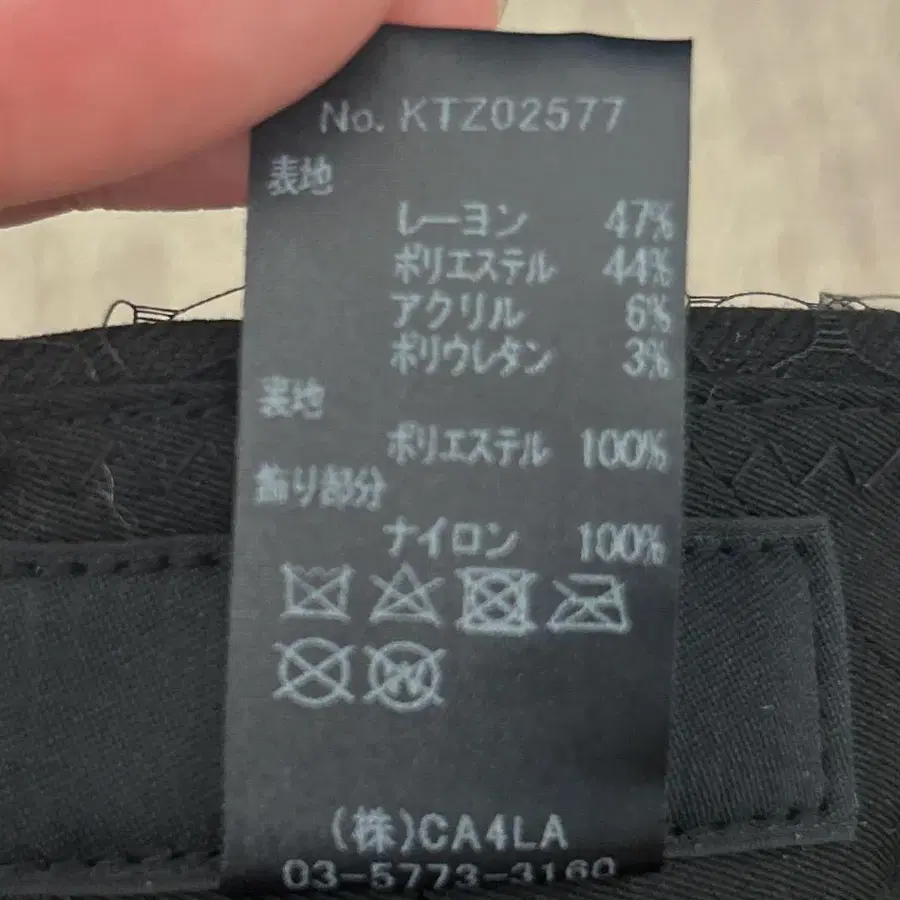 No. KTZ02577
表地
レーヨン 47%
ポリエステル 44%
アクリル 6%
ポリウレタン 3%
表地
ポリエステル 100%
飾り部分
ナイロン 100%
(株)CA4LA
03-5773-3160